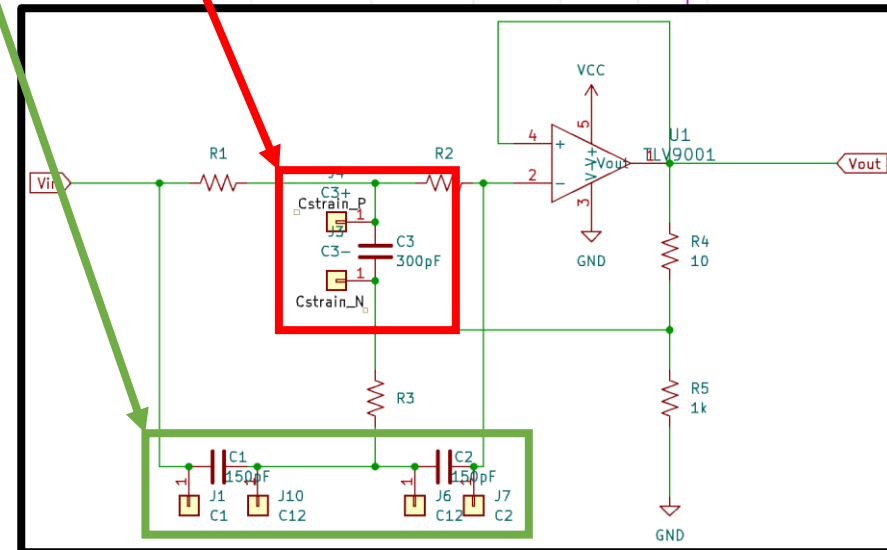 VCC
5
U1
R1
R2
4
+
V+
Vout
1
TLV9001
Vin
J4
C3+
2
-
V-
Vout
Cstrain_P
1
J3
3
C3-
C3
300pF
R4
10
1
GND
Cstrain_N
R3
R5
1k
C1
150pF
C2
150pF
1
1
1
1
J1
C1
J10
C12
J6
C12
J7
C2
GND